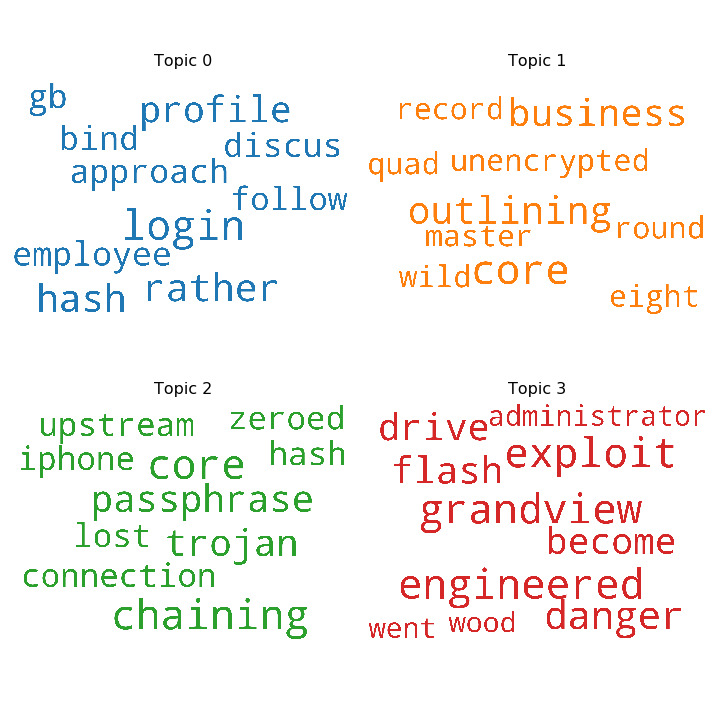 Topic 0
gb
profile
bind
discus
approach
follow
login
employee
rather
hash
Topic 1
record
business
quad
unencrypted
outlining
round
master
wild
core
eight
Topic 2
upstream
zeroed
iphone
core
hash
passphrase
lost
trojan
connection
chaining
Topic 3
drive
administrator
flash
exploit
grandview
become
engineered
went
wood
danger